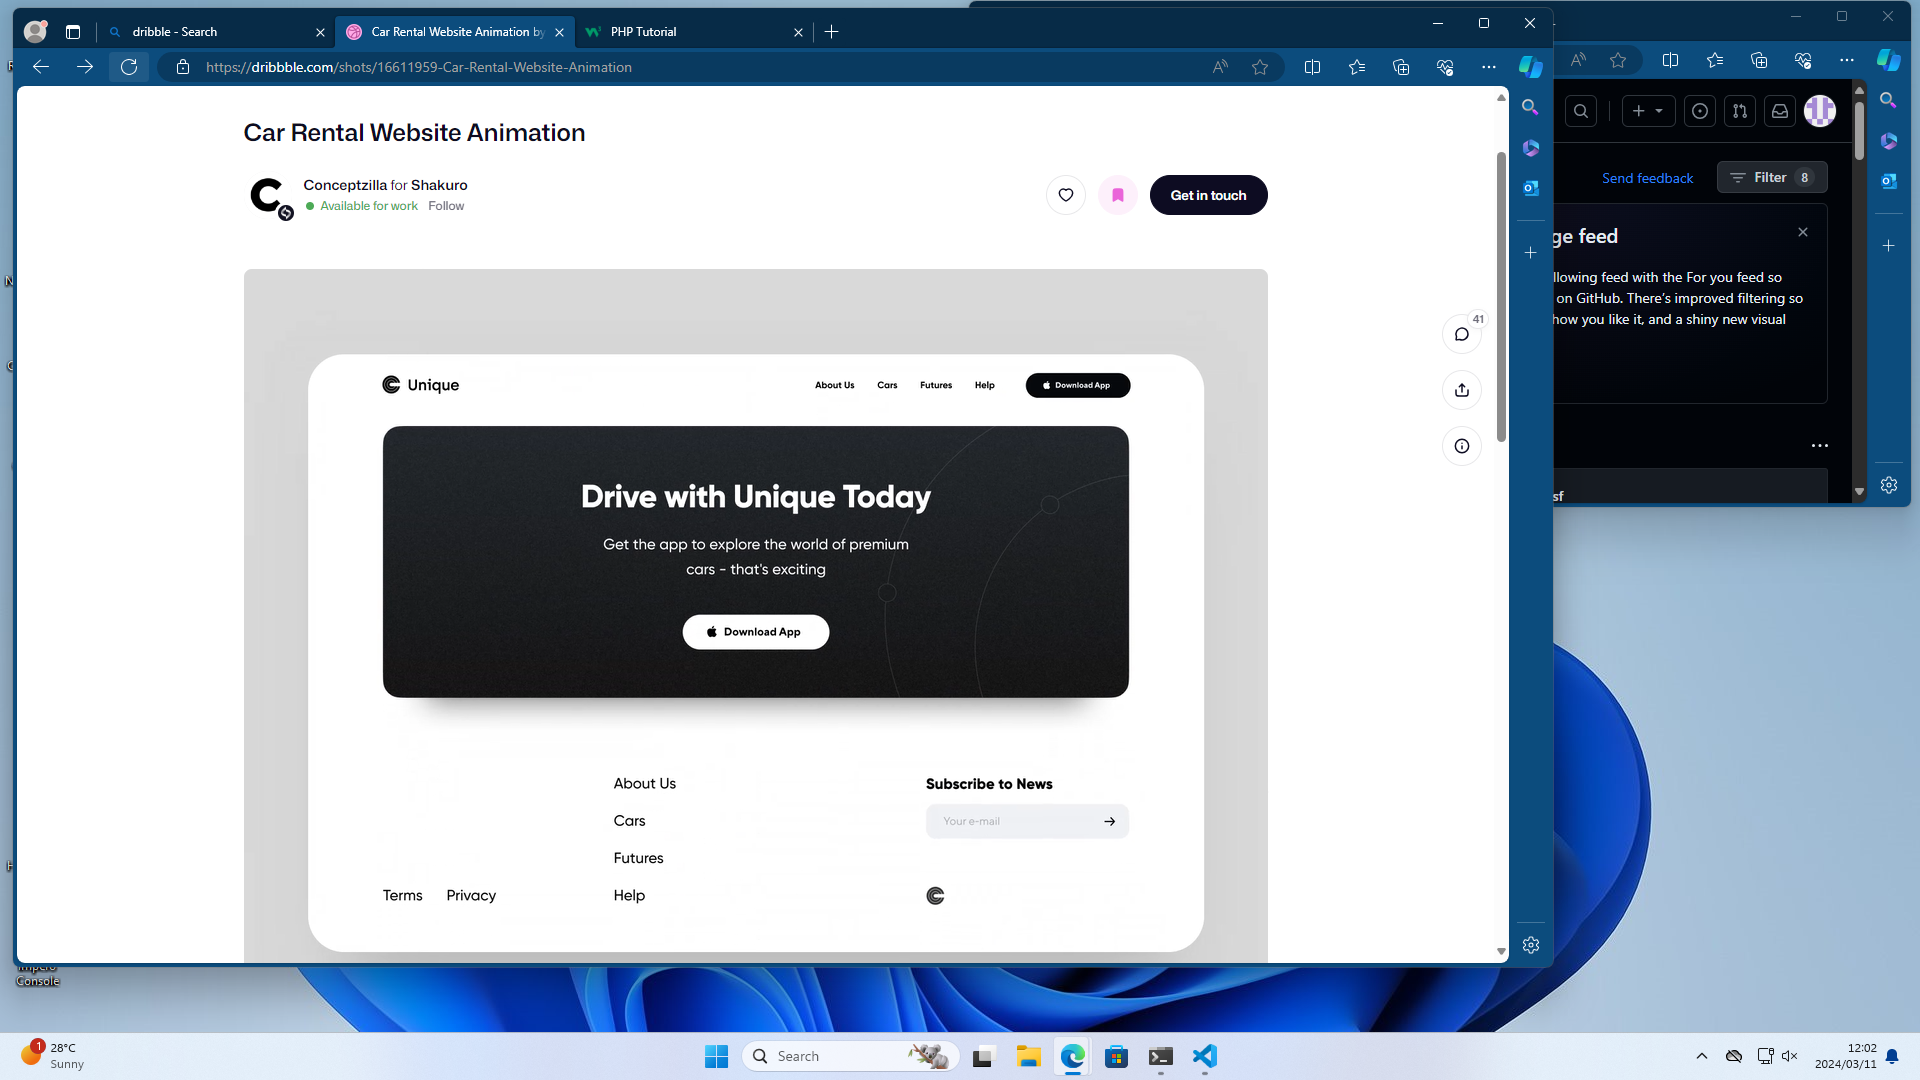 dribble - Search
Car Rental Website Animation by
PHP Tutorial
https://dribbble.com/shots/16611959-Car-Rental-Website-Animation
Car Rental Website Animation
Conceptzilla for Shakuro
Available for work Follow
Get in touch
41
Unique
About Us
Cars
Futures
Help
Download App
Drive with Unique Today
Get the app to explore the world of premium
cars - that's exciting
Download App
About Us
Cars
Futures
Help
Terms
Privacy
Subscribe to News
Your e-mail
Send feedback
Filter 8
ge feed
llowing feed with the For you feed so
on GitHub. There's improved filtering so
how you like it, and a shiny new visual
sf
Console
1
28°C
Sunny
Search
12:02
2024/03/11